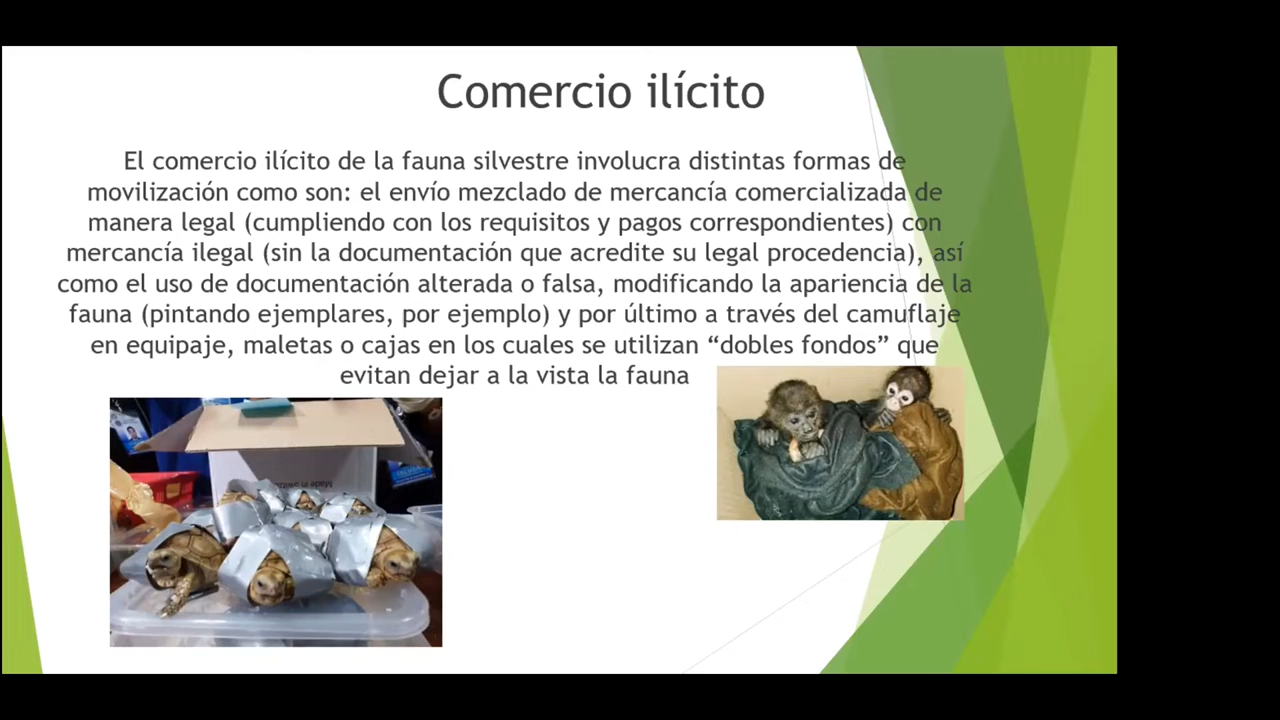 Comercio ilícito
El comercio ilícito de la fauna silvestre involucra distintas formas de
movilización como son: el envío mezclado de mercancía comercializada de
manera legal (cumpliendo con los requisitos y pagos correspondientes) con
mercancía ilegal (sin la documentación que acredite su legal procedencia), así
como el uso de documentación alterada o falsa, modificando la apariencia de la
fauna (pintando ejemplares, por ejemplo) y por último a través del camuflaje
en equipaje, maletas o cajas en los cuales se utilizan “dobles fondos” que
evitan dejar a la vista la fauna
Made in